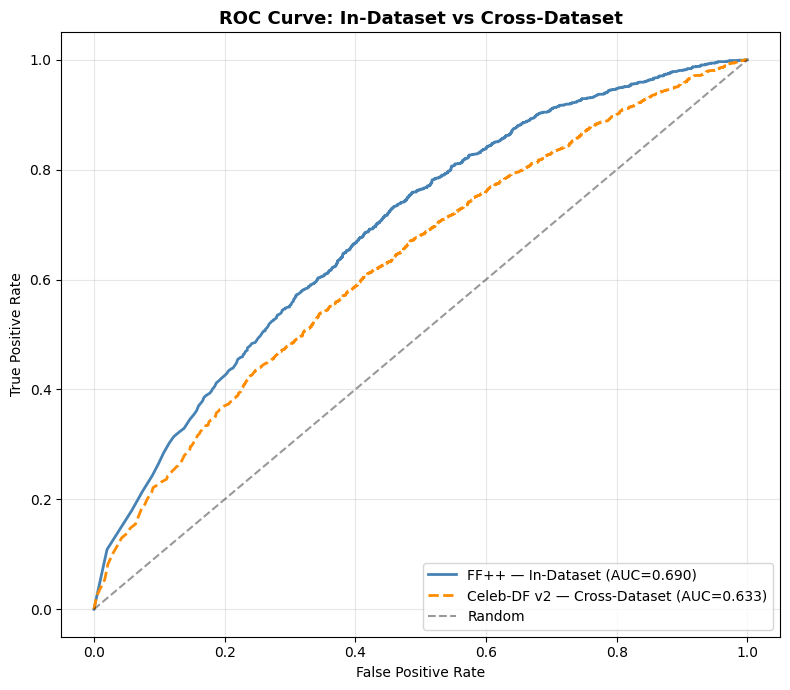 ROC Curve: In-Dataset vs Cross-Dataset
True Positive Rate
1.0
0.8
0.6
0.4
0.2
0.0
FF++ — In-Dataset (AUC=0.690)
Celeb-DF v2 — Cross-Dataset (AUC=0.633)
Random
0.0 0.2 0.4 0.6 0.8 1.0
False Positive Rate